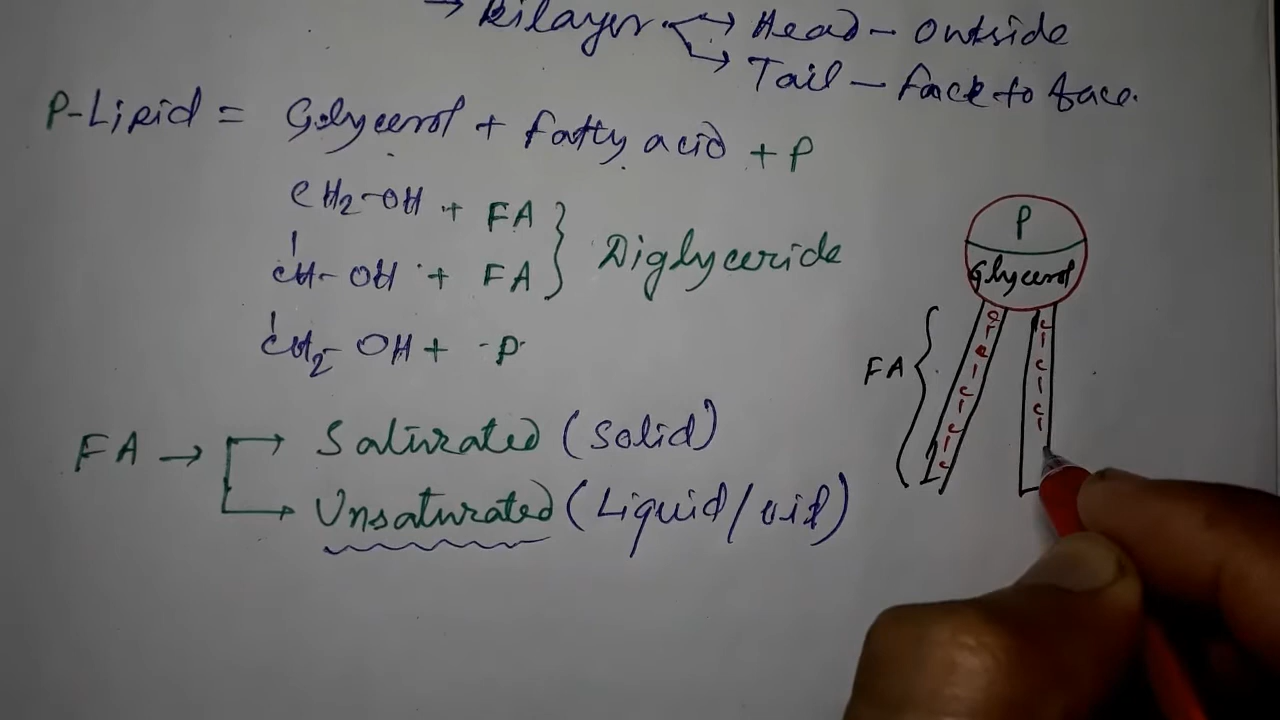 → Bilayer → Head - Outside
→ Tail - face to face.
P-Lipid = Glycerol + fatty acid + P
CH2-OH + FA
CH-OH + FA } Diglyceride
CH2-OH + P
FA → Saturated (Solid)
Unsaturated (Liquid/oil)
P
Glycerol
FA {
C
C
C
C
C
C
C
C